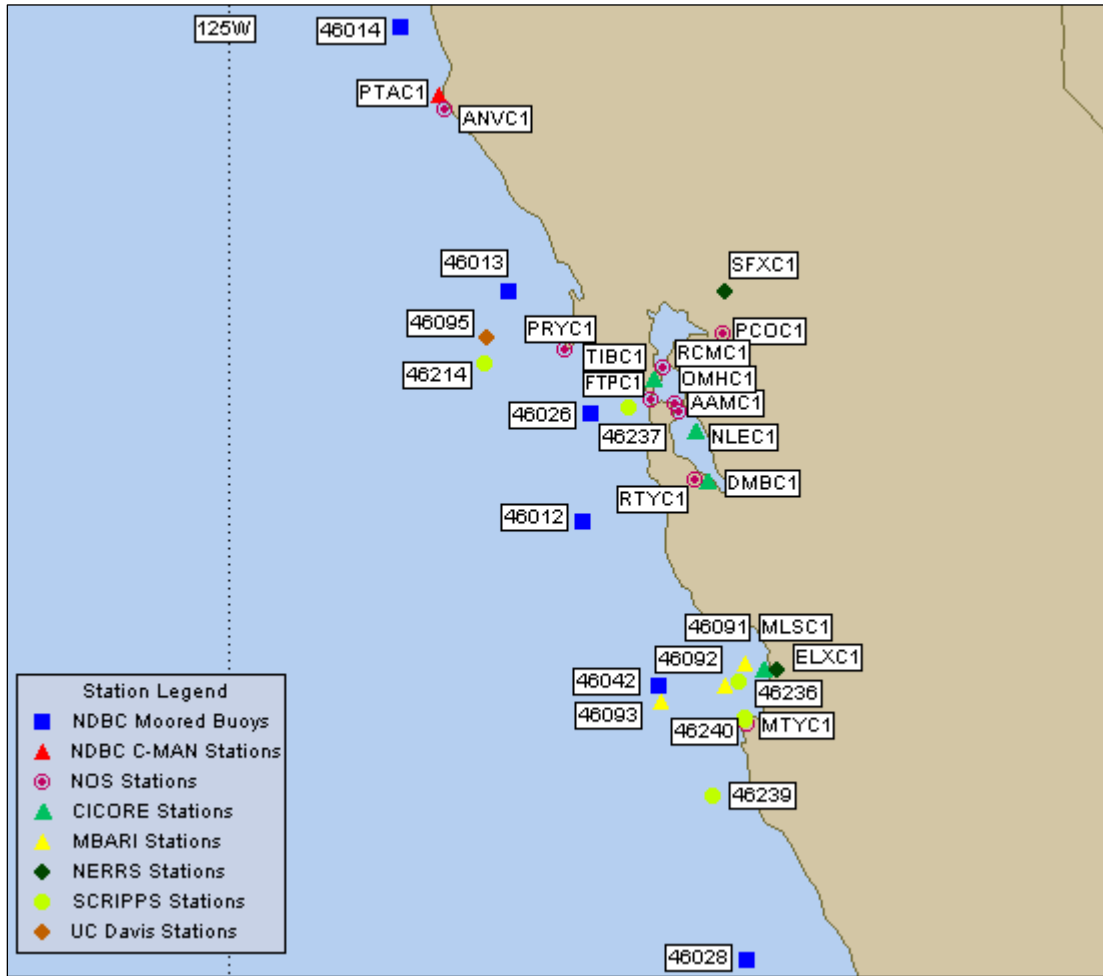 125W
46014
PTAC1
ANVC1
46013
SFXC1
46095
PRYC1
PCOC1
TIBC1
RCMC1
46214
FTPC1
OMHC1
46026
AAMC1
46237
NLEC1
RTYC1
DMBC1
46012
46091
MLSC1
46092
ELXC1
46042
46236
46093
46240
MTYC1
46239
46028
Station Legend
NDBC Moored Buoys
NDBC C-MAN Stations
NOS Stations
CICORE Stations
MBARI Stations
NERRS Stations
SCRIPPS Stations
UC Davis Stations